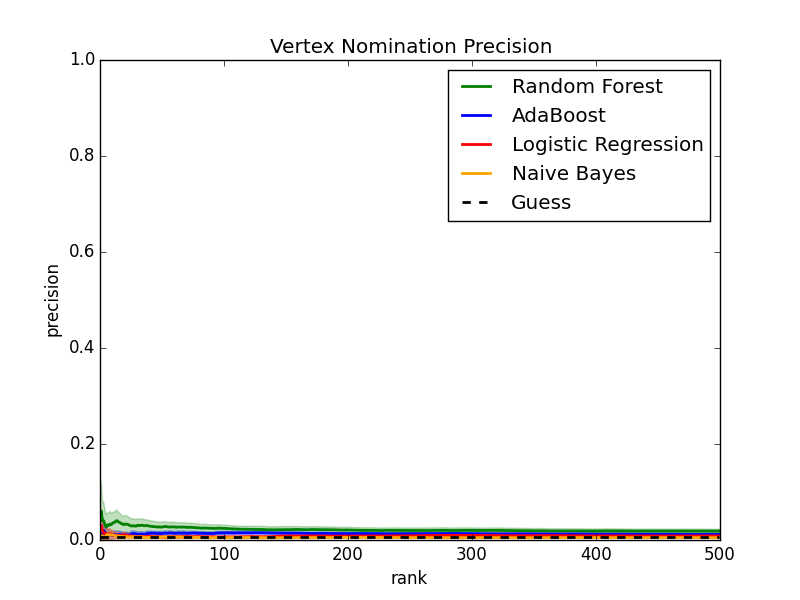 Vertex Nomination Precision
1.0
0.8
0.6
0.4
0.2
0.0
precision
Random Forest
AdaBoost
Logistic Regression
Naive Bayes
Guess
0 100 200 300 400 500
rank